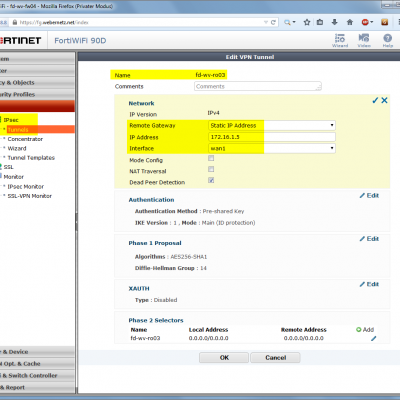 WiFi - fd-wv-fw04 - Mozilla Firefox (Privater Modus)
fg.webernetz.net/index
FORTINET FortiWiFi 90D
Wizard Video Help
Edit VPN Tunnel
Name fd-wv-ro03
Comments Comments
Network
IP Version IPv4
Remote Gateway Static IP Address
IP Address 172.16.1.5
Interface wan1
Mode Config
NAT Traversal
Dead Peer Detection
Authentication Edit
Authentication Method : Pre-shared Key
IKE Version : 1 , Mode : Main (ID protection)
Phase 1 Proposal Edit
Algorithms : AES256-SHA1
Diffie-Hellman Group : 14
XAUTH Edit
Type : Disabled
Phase 2 Selectors
Name Local Address Remote Address Add
fd-wv-ro03 0.0.0.0/0.0.0.0 0.0.0.0/0.0.0.0
OK Cancel
y & Objects
urity Profiles
IPsec
Tunnels
Concentrator
Wizard
Tunnel Templates
SSL
Monitor
IPsec Monitor
SSL-VPN Monitor
& Device
Opt. & Cache
& Switch Controller
& Report